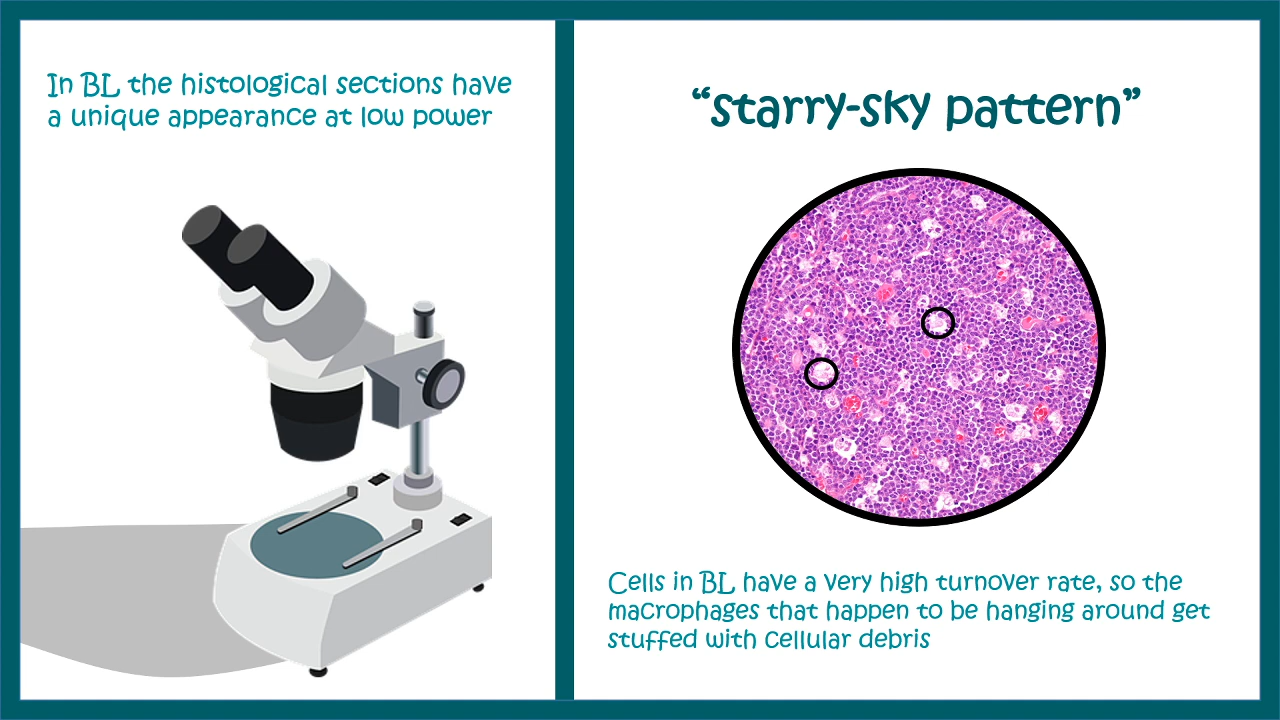 In BL the histological sections have
a unique appearance at low power
“starry-sky pattern”
Cells in BL have a very high turnover rate, so the
macrophages that happen to be hanging around get
stuffed with cellular debris